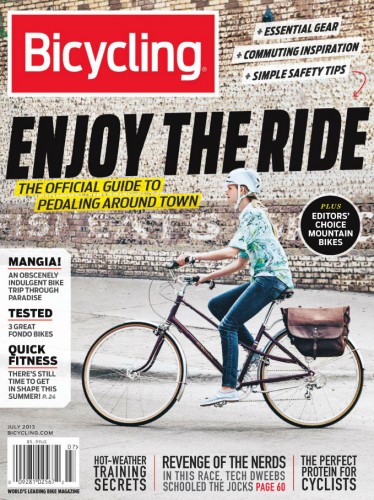 Bicycling®
+ ESSENTIAL GEAR
+ COMMUTING INSPIRATION
+ SIMPLE SAFETY TIPS
ENJOY THE RIDE
THE OFFICIAL GUIDE TO
PEDALING AROUND TOWN
PLUS
EDITORS'
CHOICE
MOUNTAIN
BIKES
MANGIA!
AN OBSCENELY
INDULGENT BIKE
TRIP THROUGH
PARADISE
TESTED
3 GREAT
FONDO BIKES
QUICK
FITNESS
THERE'S STILL
TIME TO GET
IN SHAPE THIS
SUMMER! P. 24
JULY 2013
BICYCLING.COM
07
WORLD'S LEADING BIKE MAGAZINE
HOT-WEATHER
TRAINING
SECRETS
REVENGE OF THE NERDS
IN THIS RACE, TECH DWEEBS
SCHOOLED THE JOCKS PAGE 60
THE PERFECT
PROTEIN FOR
CYCLISTS